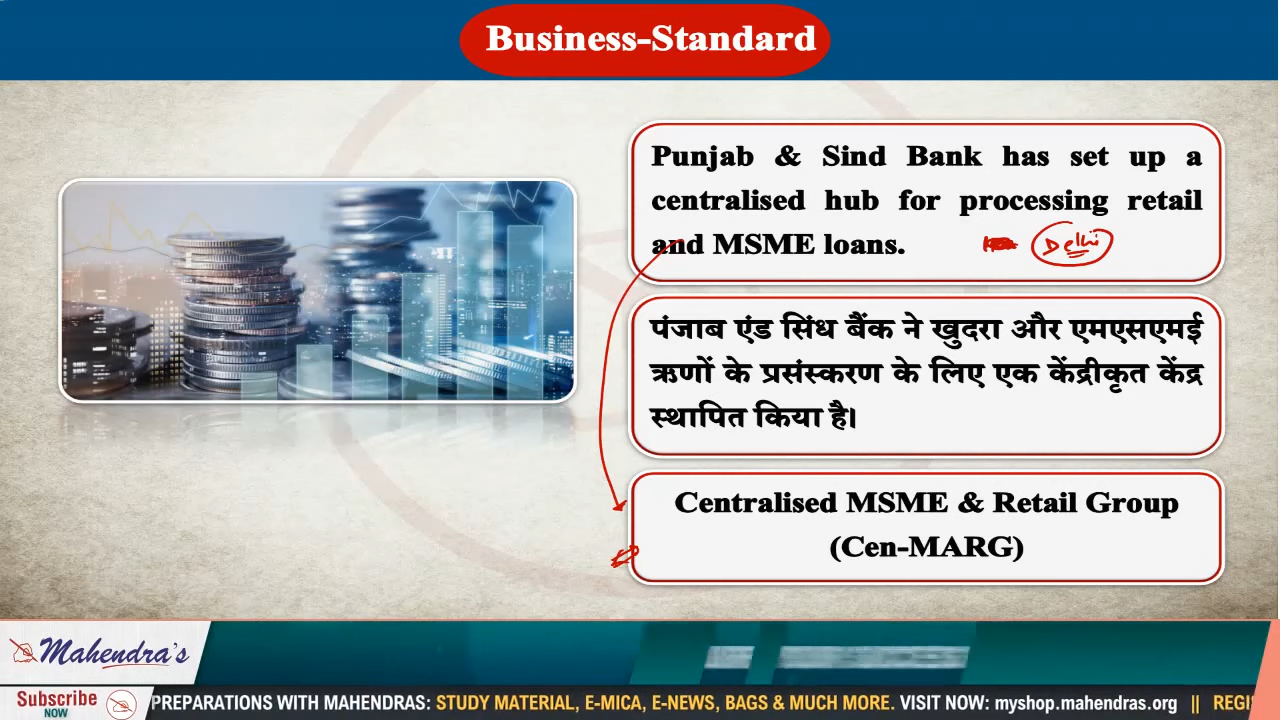 Business-Standard
Punjab & Sind Bank has set up a
centralised hub for processing retail
and MSME loans.
Delhi
पंजाब एंड सिंध बैंक ने खुदरा और एमएसएमई
ऋणों के प्रसंस्करण के लिए एक केंद्रीकृत केंद्र
स्थापित किया है।
Centralised MSME & Retail Group
(Cen-MARG)
Mahendra's
Subscribe
NOW
PREPARATIONS WITH MAHENDRAS: STUDY MATERIAL, E-MICA, E-NEWS, BAGS & MUCH MORE. VISIT NOW: myshop.mahendras.org || REGI